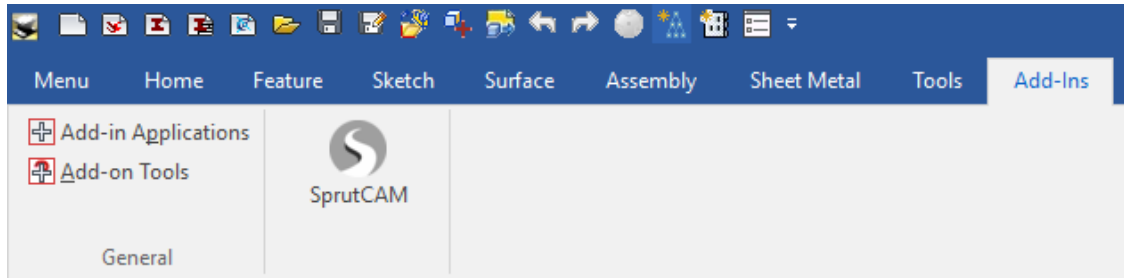 Menu Home Feature Sketch Surface Assembly Sheet Metal Tools Add-Ins
Add-in Applications
Add-on Tools
SprutCAM
General